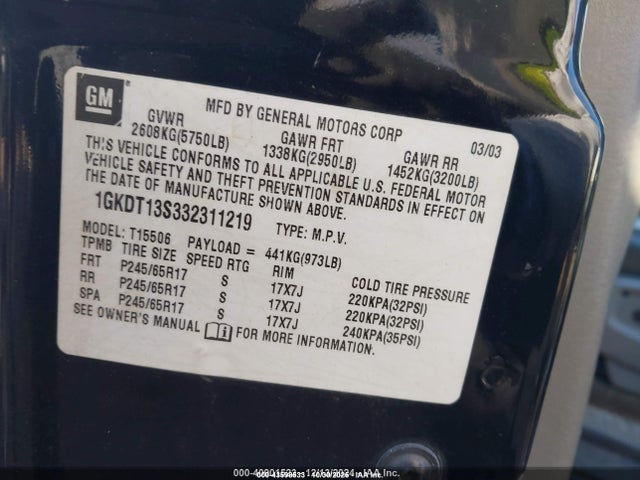 GM
MFD BY GENERAL MOTORS CORP 03/03
GVWR GAWR FRT GAWR RR
2608KG(5750LB) 1338KG(2950LB) 1452KG(3200LB)
THIS VEHICLE CONFORMS TO ALL APPLICABLE U.S. FEDERAL MOTOR
VEHICLE SAFETY AND THEFT PREVENTION STANDARDS IN EFFECT ON
THE DATE OF MANUFACTURE SHOWN ABOVE.
1GKDT13S332311219 TYPE: M.P.V.
MODEL: T15506 PAYLOAD = 441KG(973LB)
TPMB TIRE SIZE SPEED RTG RIM COLD TIRE PRESSURE
FRT P245/65R17 S 17X7J 220KPA(32PSI)
RR P245/65R17 S 17X7J 220KPA(32PSI)
SPA P245/65R17 S 17X7J 240KPA(35PSI)
SEE OWNER'S MANUAL FOR MORE INFORMATION.
IAA Inc.